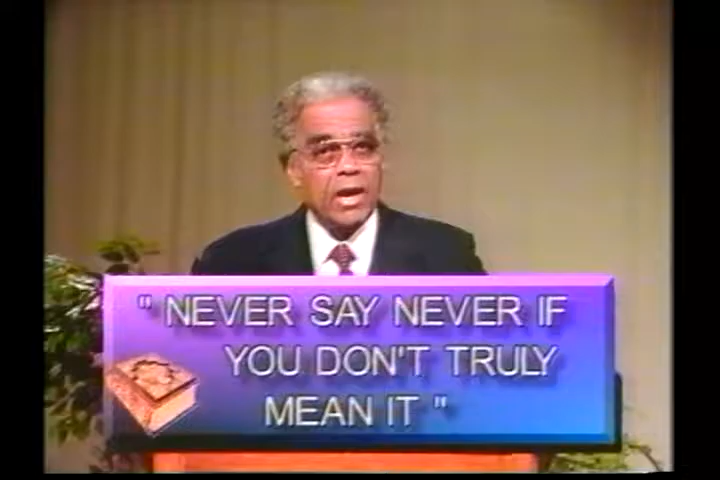 " NEVER SAY NEVER IF
YOU DON'T TRULY
MEAN IT "